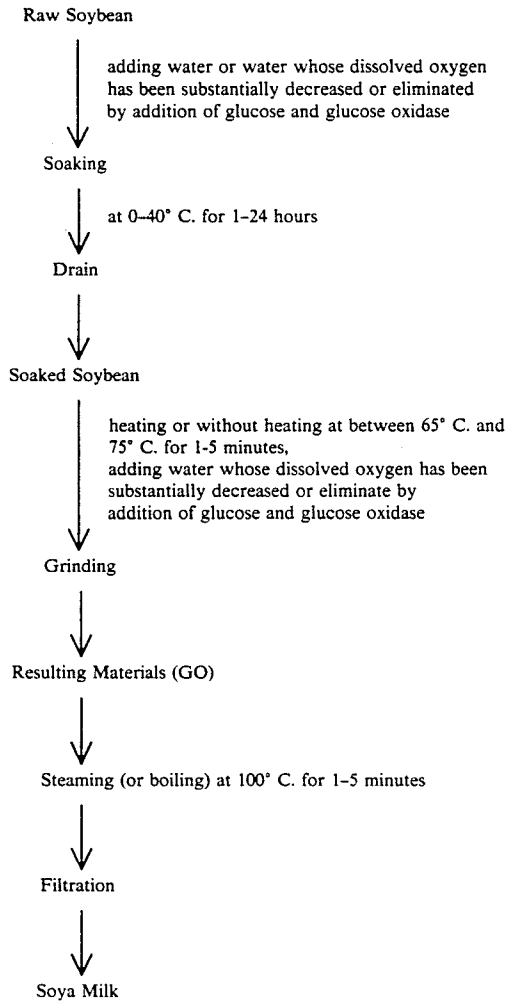 Raw Soybean
adding water or water whose dissolved oxygen
has been substantially decreased or eliminated
by addition of glucose and glucose oxidase
Soaking
at 0–40° C. for 1–24 hours
Drain
Soaked Soybean
heating or without heating at between 65° C. and
75° C. for 1-5 minutes,
adding water whose dissolved oxygen has been
substantially decreased or eliminate by
addition of glucose and glucose oxidase
Grinding
Resulting Materials (GO)
Steaming (or boiling) at 100° C. for 1–5 minutes
Filtration
Soya Milk